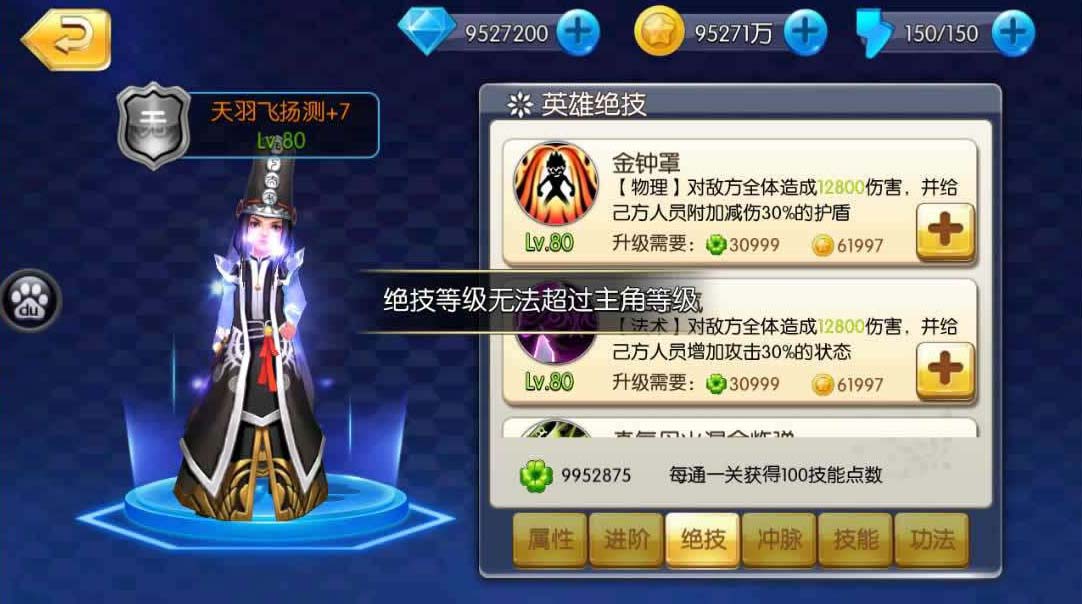 9527200
95271万
150/150
天羽飞扬测+7
Lv.80
英雄绝技
金钟罩
【物理】对敌方全体造成12800伤害，并给
己方人员附加减伤30%的护盾
Lv.80
升级需要：30999 61997
绝技等级无法超过主角等级
【法术】对敌方全体造成12800伤害，并给
己方人员增加攻击30%的状态
Lv.80
升级需要：30999 61997
9952875
每通一关获得100技能点数
属性
进阶
绝技
冲脉
技能
功法
du